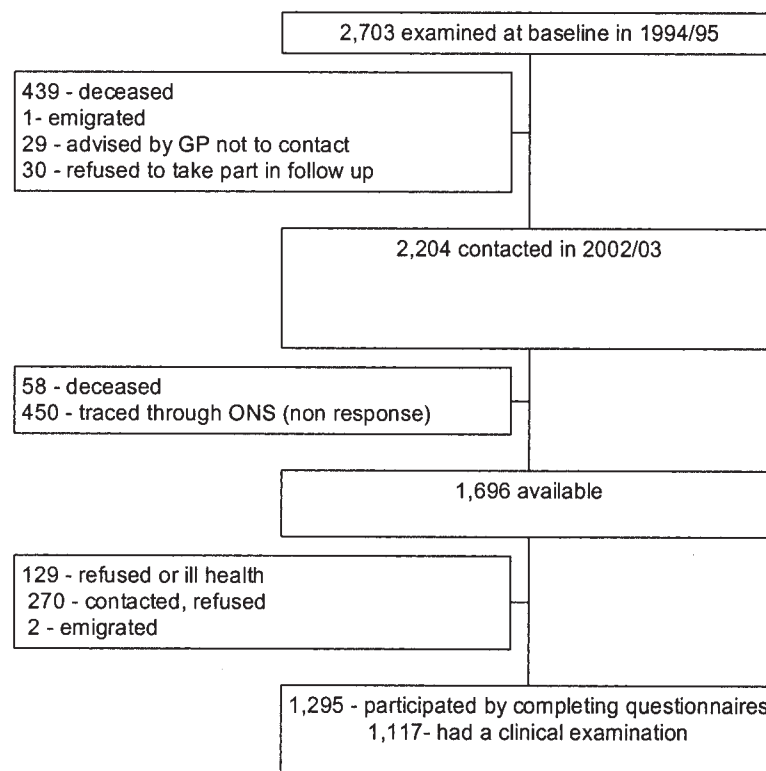 2,703 examined at baseline in 1994/95
439 - deceased
1- emigrated
29 - advised by GP not to contact
30 - refused to take part in follow up
2,204 contacted in 2002/03
58 - deceased
450 - traced through ONS (non response)
1,696 available
129 - refused or ill health
270 - contacted, refused
2 - emigrated
1,295 - participated by completing questionnaires
1,117- had a clinical examination